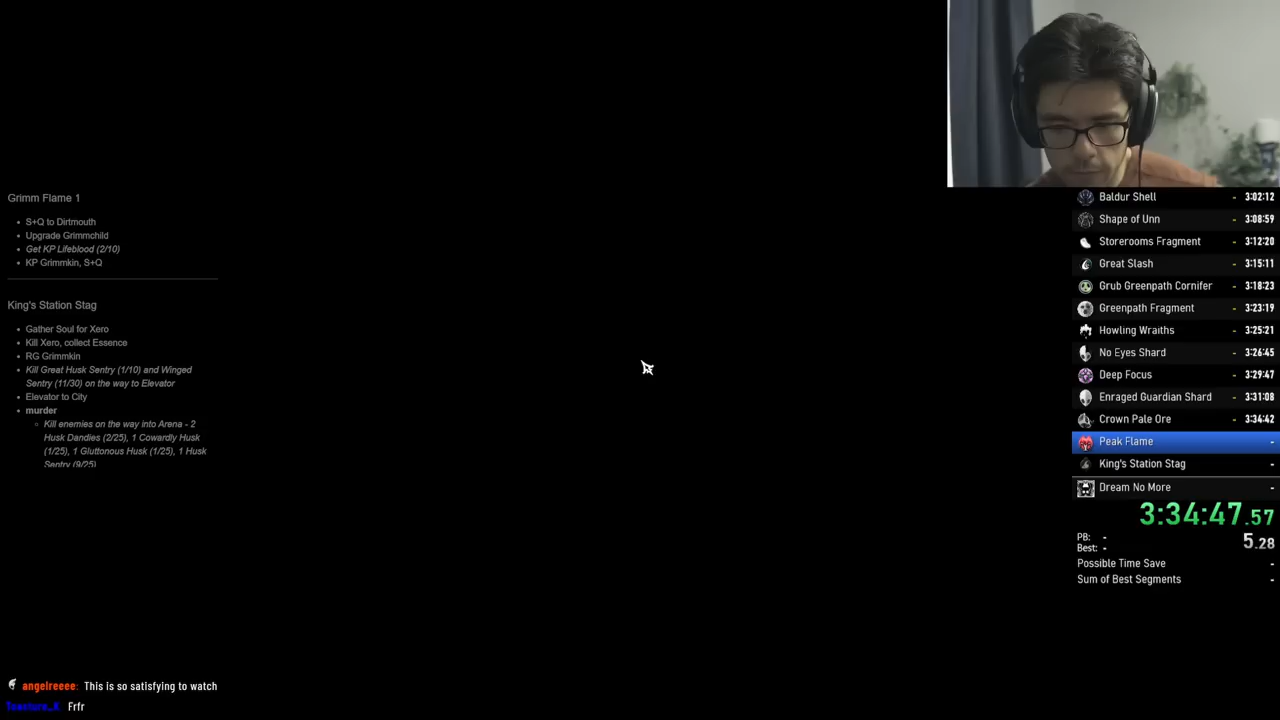 Grimm Flame 1
S+Q to Dirtmouth
Upgrade Grimmchild
Get KP Lifeblood (2/10)
KP Grimmkin, S+Q
King's Station Stag
Gather Soul for Xero
Kill Xero, collect Essence
RG Grimmkin
Kill Great Husk Sentry (1/10) and Winged
Sentry (11/30) on the way to Elevator
Elevator to City
murder
Kill enemies on the way into Arena - 2
Husk Dandies (2/25), 1 Cowardly Husk
(1/25), 1 Gluttonous Husk (1/25), 1 Husk
Sentry (9/25)
Baldur Shell - 3:02:12
Shape of Unn - 3:08:59
Storerooms Fragment - 3:12:20
Great Slash - 3:15:11
Grub Greenpath Cornifer - 3:18:23
Greenpath Fragment - 3:23:19
Howling Wraiths - 3:25:21
No Eyes Shard - 3:26:45
Deep Focus - 3:29:47
Enraged Guardian Shard - 3:31:08
Crown Pale Ore - 3:34:42
Peak Flame -
King's Station Stag -
Dream No More -
3:34:47.57
PB: - 5.28
Best: -
Possible Time Save -
Sum of Best Segments -
angelreeee: This is so satisfying to watch
Frfr